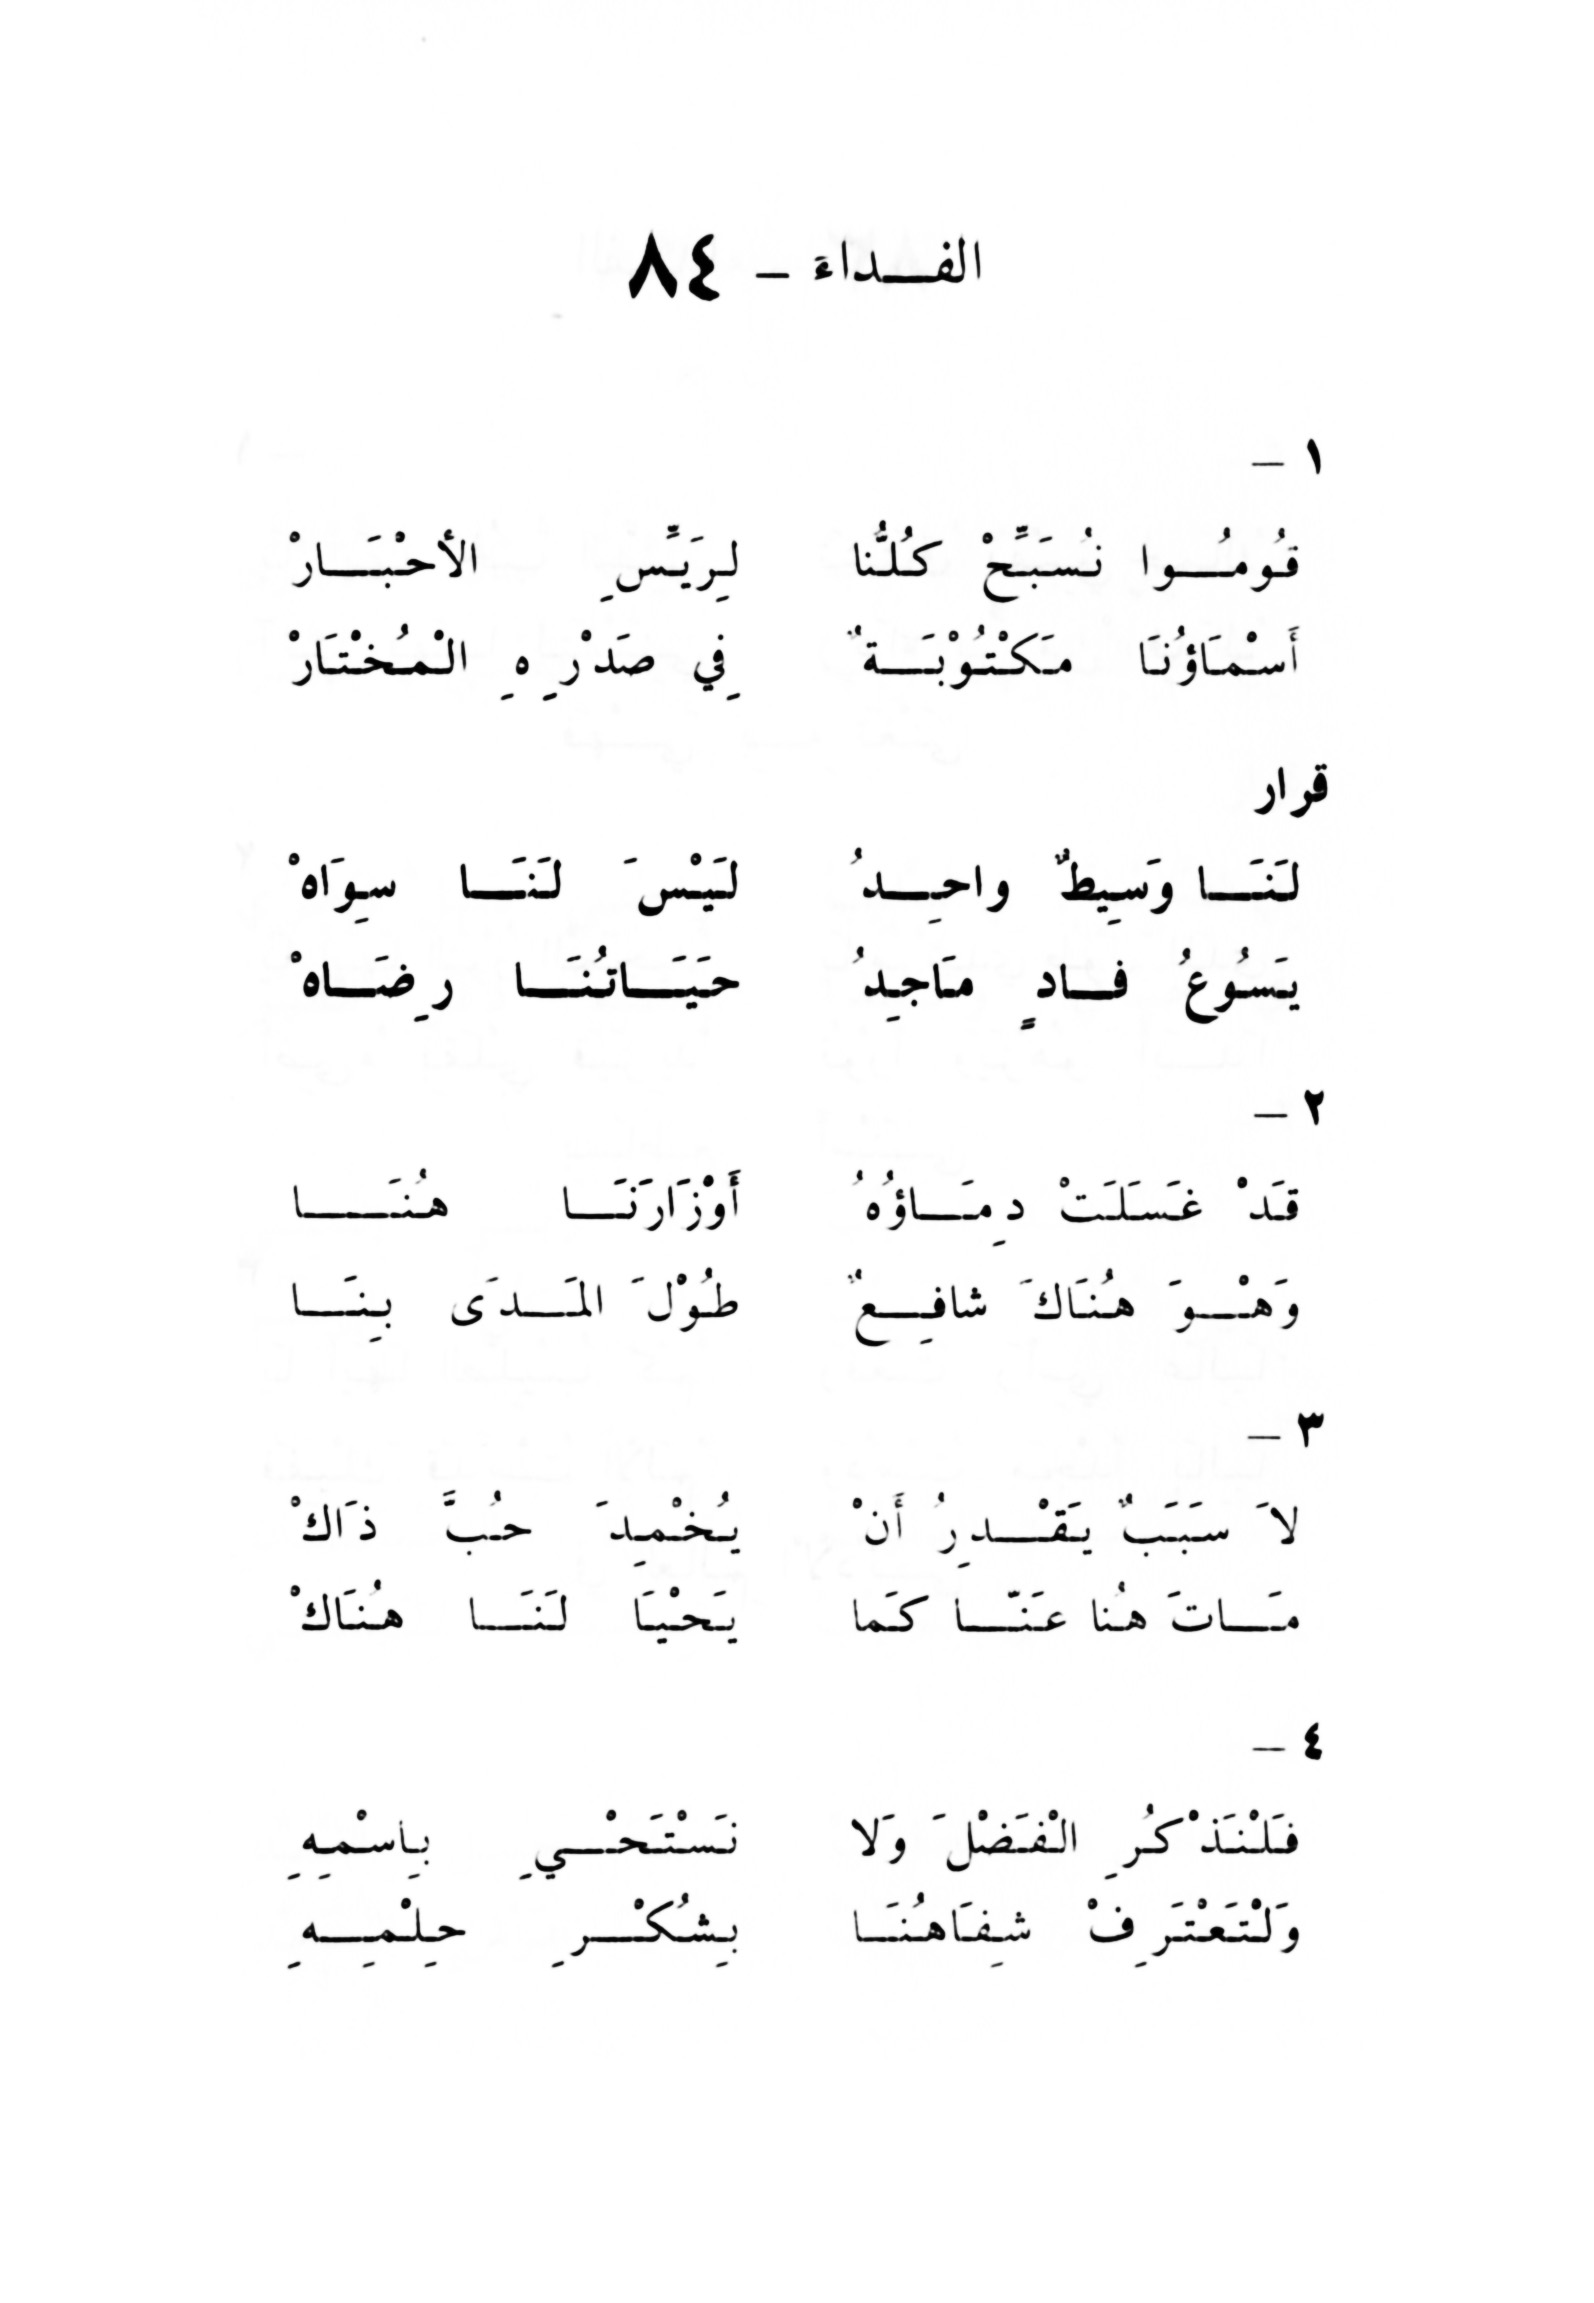 الفداء - ٨٤
١ -
قُومُوا نُسَبِّحْ كُلُّنا لِرَيِّسِ الأحْبَارْ
أَسْمَاؤُنَا مَكْتُوْبَةٌ فِي صَدْرِهِ الْمُخْتَارْ
قرار
لَنَا وَسِيطٌ واحِدُ لَيْسَ لَنَا سِوَاهْ
يَسُوعُ فادٍ مَاجِدُ حَيَاتُنَا رِضَاهْ
٢ -
قَدْ غَسَلَتْ دِمَاؤُهُ أَوْزَارَنَا هُنَا
وَهْوَ هُنَاكَ شافِعٌ طُوْلَ المَدَى بِنَا
٣ -
لاَ سَبَبٌ يَقْدِرُ أَنْ يُخْمِدَ حُبَّ ذَاكْ
مَاتَ هُنا عَنّا كَما يَحْيَا لَنَا هُنَاكْ
٤ -
فَلْنَذْكُرِ الْفَضْلَ وَلا نَسْتَحْيِ بِاسْمِهِ
وَلْتَعْتَرِفْ شِفَاهُنَا بِشُكْرِ حِلْمِهِ